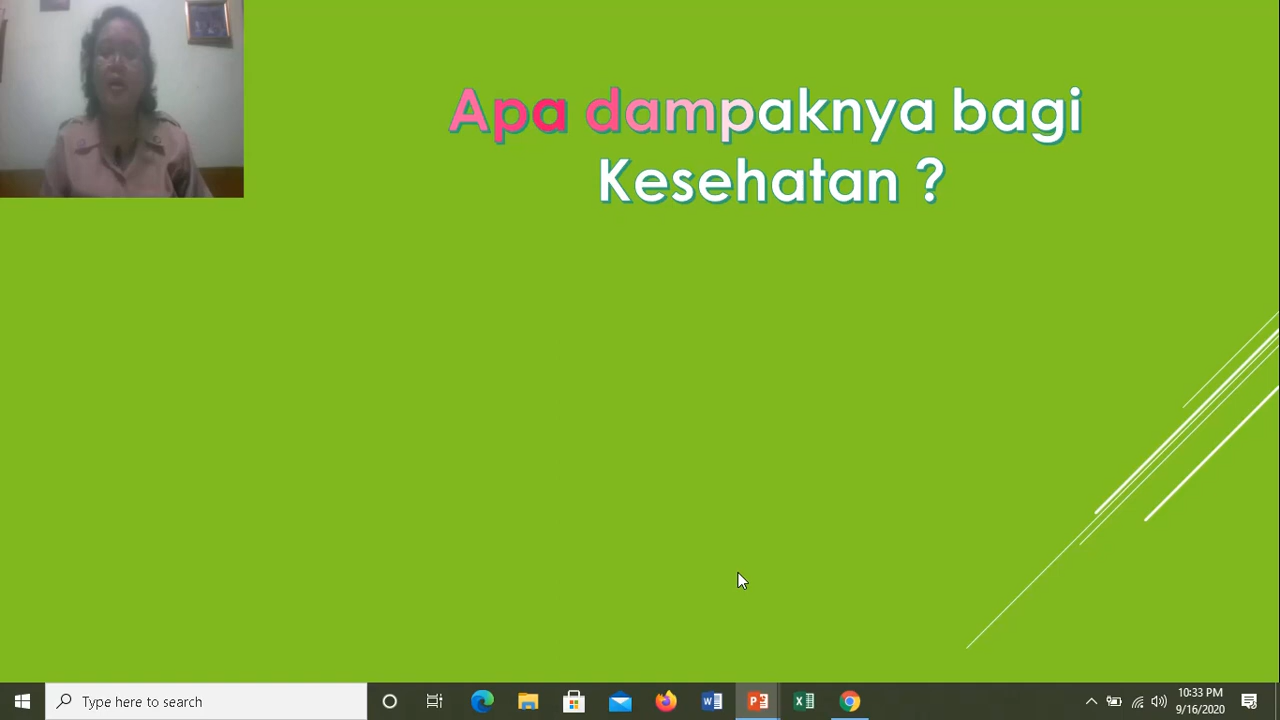 Apa dampaknya bagi
Kesehatan ?
Type here to search
10:33 PM
9/16/2020